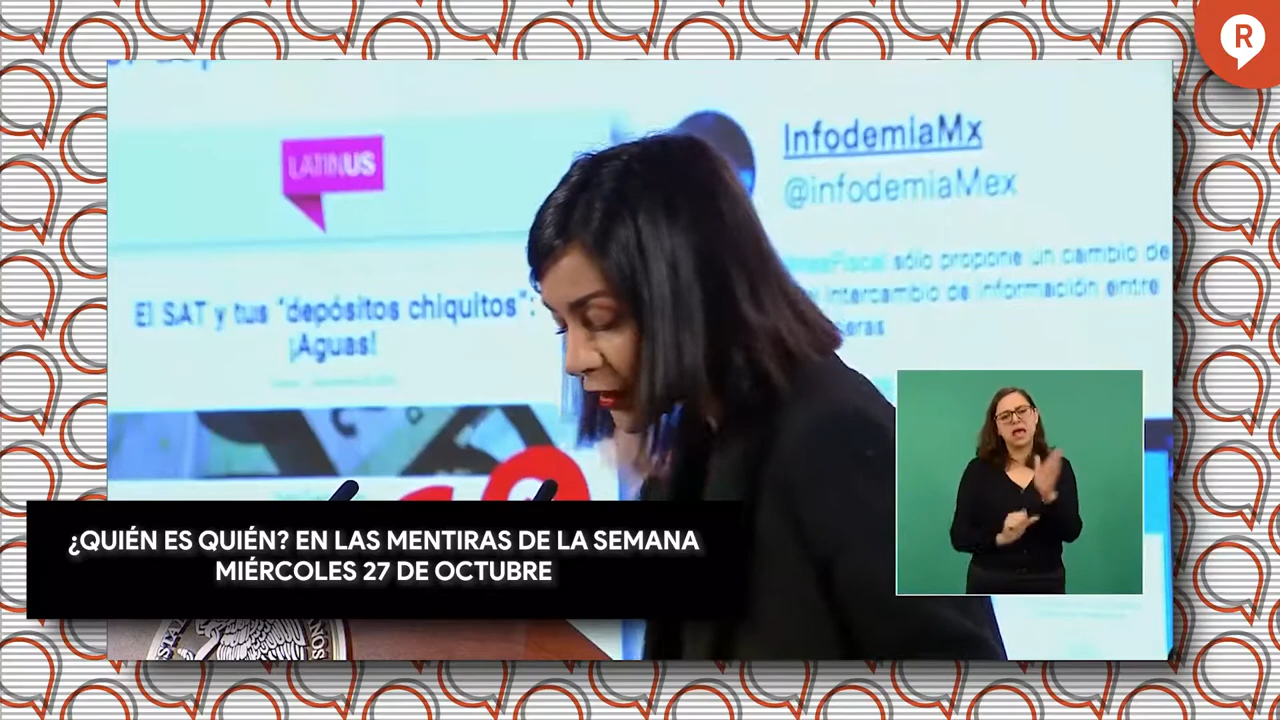 R
LATINUS
InfodemiaMx
@infodemiaMex
El SAT y tus "depósitos chiquitos":
¡Aguas!
sólo propone un cambio de
intercambio de información entre
¿QUIÉN ES QUIÉN? EN LAS MENTIRAS DE LA SEMANA
MIÉRCOLES 27 DE OCTUBRE